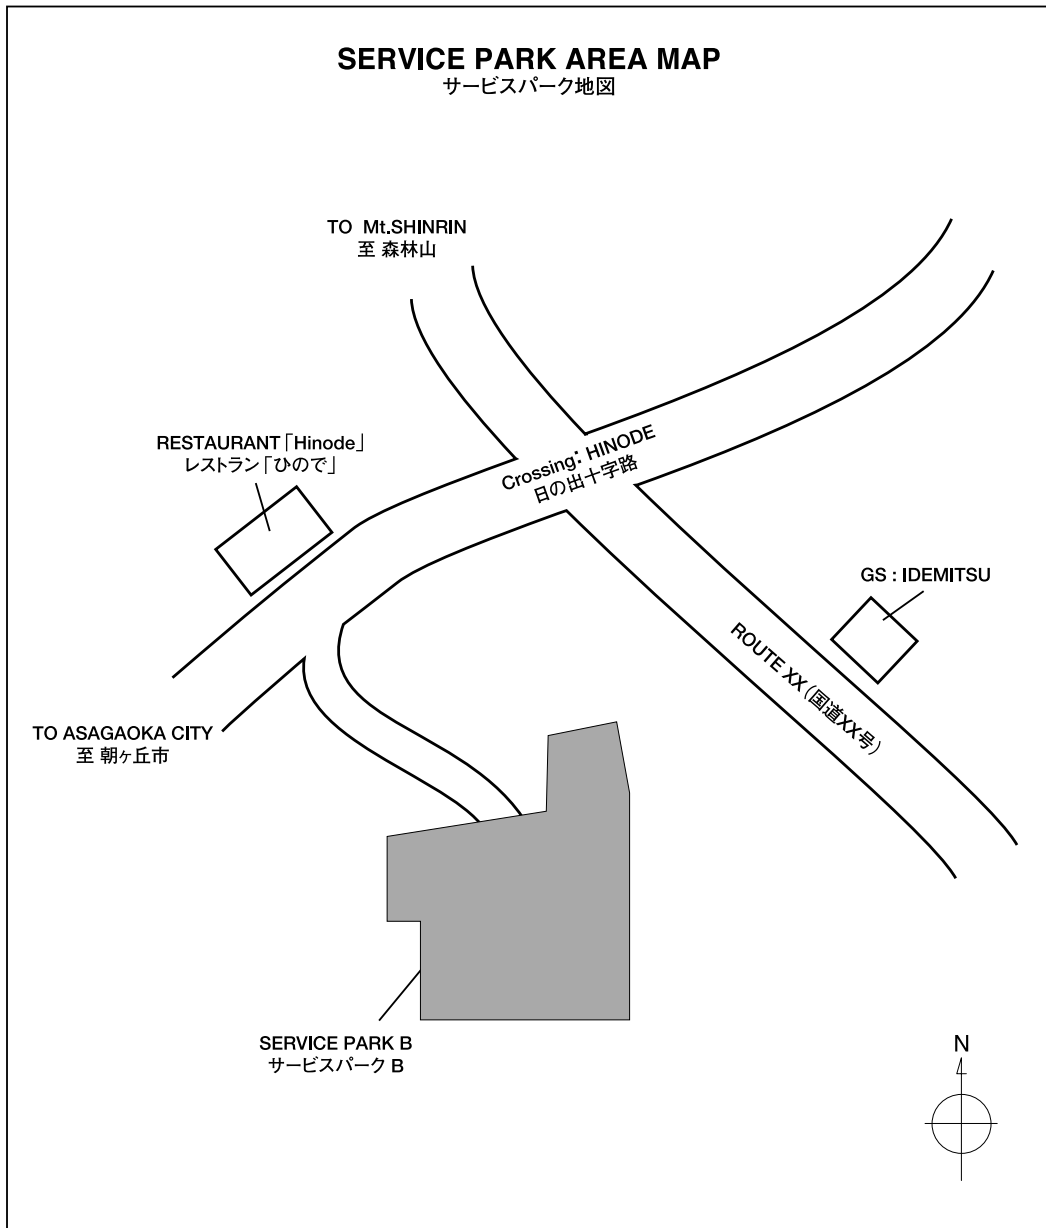 SERVICE PARK AREA MAP
サービスパーク地図
TO Mt.SHINRIN
至 森林山
RESTAURANT「Hinode」
レストラン「ひので」
Crossing: HINODE
日の出十字路
GS : IDEMITSU
ROUTE XX (国道XX号)
TO ASAGAOKA CITY
至 朝ヶ丘市
SERVICE PARK B
サービスパーク B
N